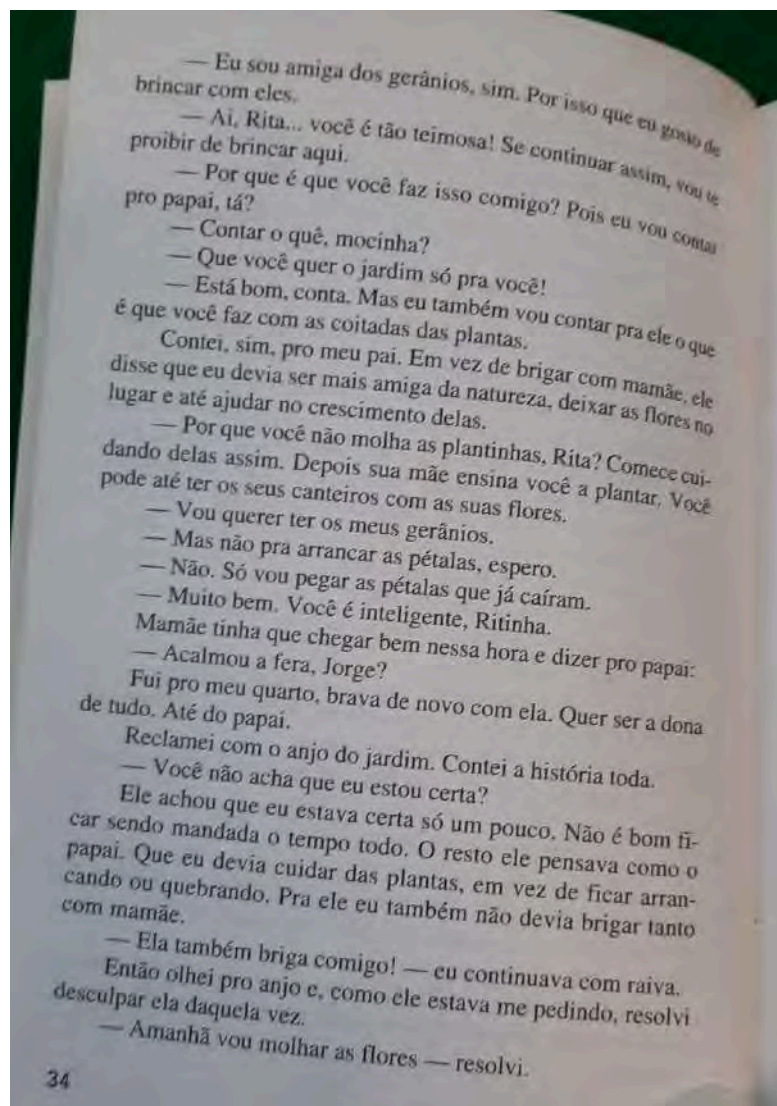 — Eu sou amiga dos gerânios, sim. Por isso que eu gosto de
brincar com eles.
— Ai, Rita... você é tão teimosa! Se continuar assim, vou te
proibir de brincar aqui.
— Por que é que você faz isso comigo? Pois eu vou contar
pro papai, tá?
— Contar o quê, mocinha?
— Que você quer o jardim só pra você!
— Está bom, conta. Mas eu também vou contar pra ele o que
é que você faz com as coitadas das plantas.
Contei, sim, pro meu pai. Em vez de brigar com mamãe, ele
disse que eu devia ser mais amiga da natureza, deixar as flores no
lugar e até ajudar no crescimento delas.
— Por que você não molha as plantinhas, Rita? Comece cui-
dando delas assim. Depois sua mãe ensina você a plantar. Você
pode até ter os seus canteiros com as suas flores.
— Vou querer ter os meus gerânios.
— Mas não pra arrancar as pétalas, espero.
— Não. Só vou pegar as pétalas que já caíram.
— Muito bem. Você é inteligente, Ritinha.
Mamãe tinha que chegar bem nessa hora e dizer pro papai:
— Acalmou a fera, Jorge?
Fui pro meu quarto, brava de novo com ela. Quer ser a dona
de tudo. Até do papai.
Reclamei com o anjo do jardim. Contei a história toda.
— Você não acha que eu estou certa?
Ele achou que eu estava certa só um pouco. Não é bom fi-
car sendo mandada o tempo todo. O resto ele pensava como o
papai. Que eu devia cuidar das plantas, em vez de ficar arran-
cando ou quebrando. Pra ele eu também não devia brigar tanto
com mamãe.
— Ela também briga comigo! — eu continuava com raiva.
Então olhei pro anjo e, como ele estava me pedindo, resolvi
desculpar ela daquela vez.
— Amanhã vou molhar as flores — resolvi.
34